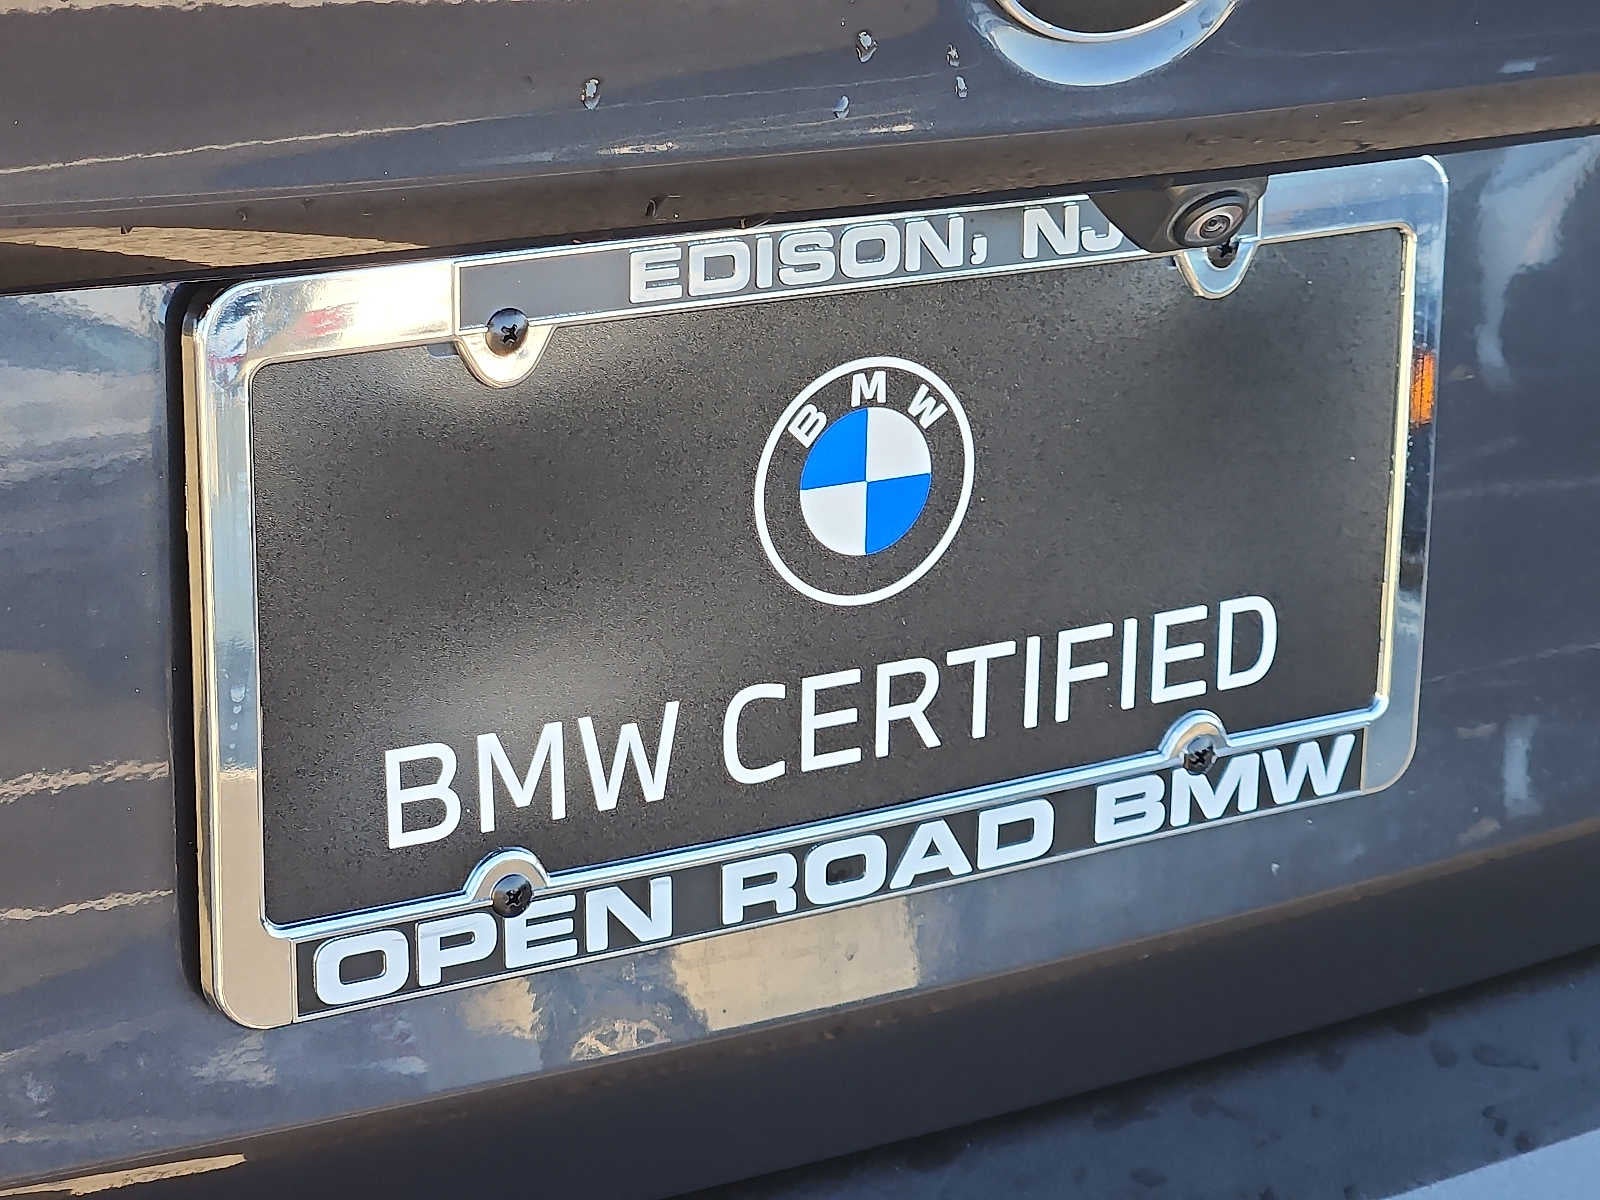 EDISON, NJ
BMW
BMW CERTIFIED
OPEN ROAD BMW